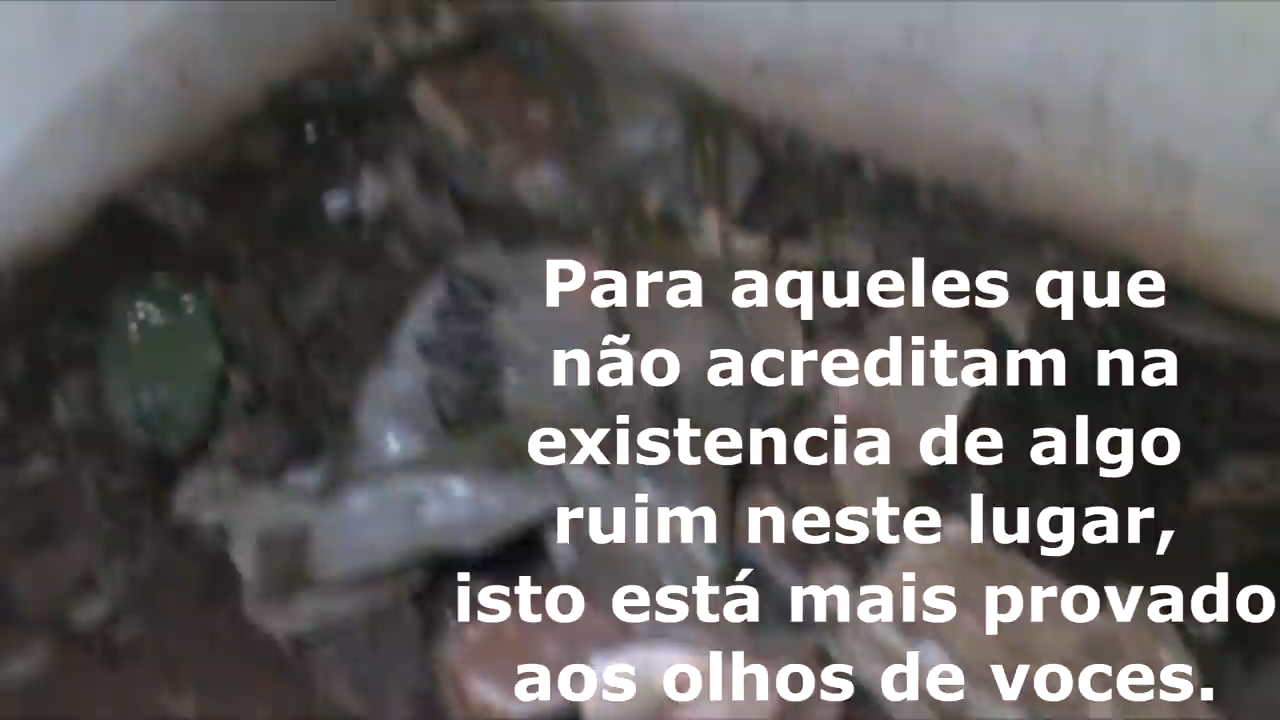 Para aqueles que
não acreditam na
existencia de algo
ruim neste lugar,
isto está mais provado
aos olhos de voces.